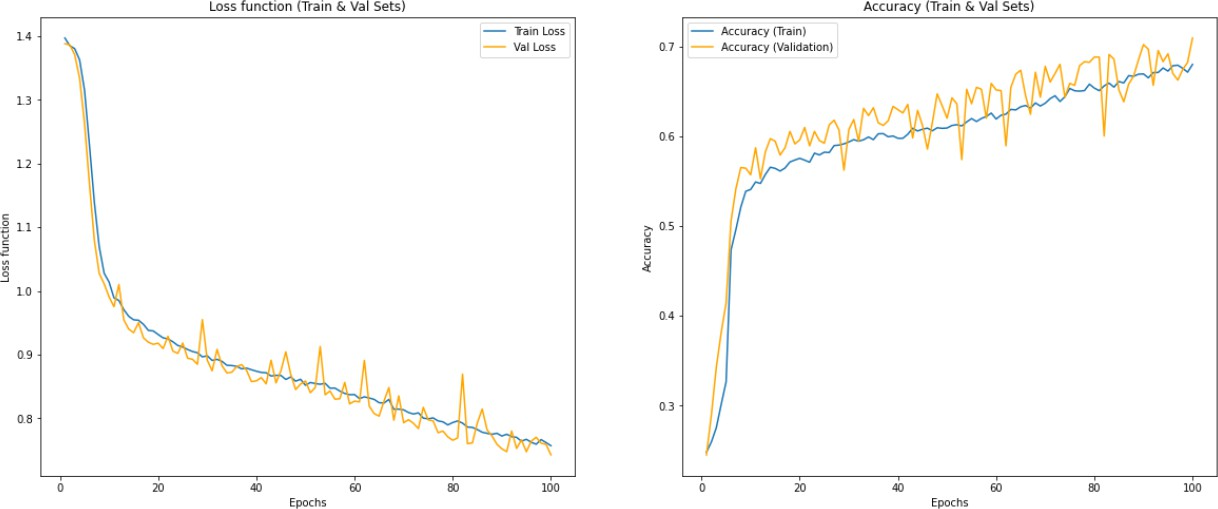 Loss function (Train & Val Sets)
Train Loss
Val Loss
1.4
1.3
1.2
1.1
1.0
0.9
0.8
Loss function
0
20
40
60
80
100
Epochs
Accuracy (Train & Val Sets)
Accuracy (Train)
Accuracy (Validation)
0.7
0.6
0.5
0.4
0.3
Accuracy
0
20
40
60
80
100
Epochs